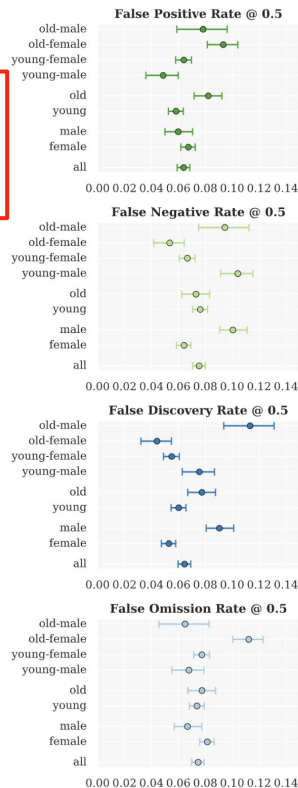 False Positive Rate @ 0.5
old-male
old-female
young-female
young-male
old
young
male
female
all
0.00 0.02 0.04 0.06 0.08 0.10 0.12 0.14
False Negative Rate @ 0.5
old-male
old-female
young-female
young-male
old
young
male
female
all
0.00 0.02 0.04 0.06 0.08 0.10 0.12 0.14
False Discovery Rate @ 0.5
old-male
old-female
young-female
young-male
old
young
male
female
all
0.00 0.02 0.04 0.06 0.08 0.10 0.12 0.14
False Omission Rate @ 0.5
old-male
old-female
young-female
young-male
old
young
male
female
all
0.00 0.02 0.04 0.06 0.08 0.10 0.12 0.14